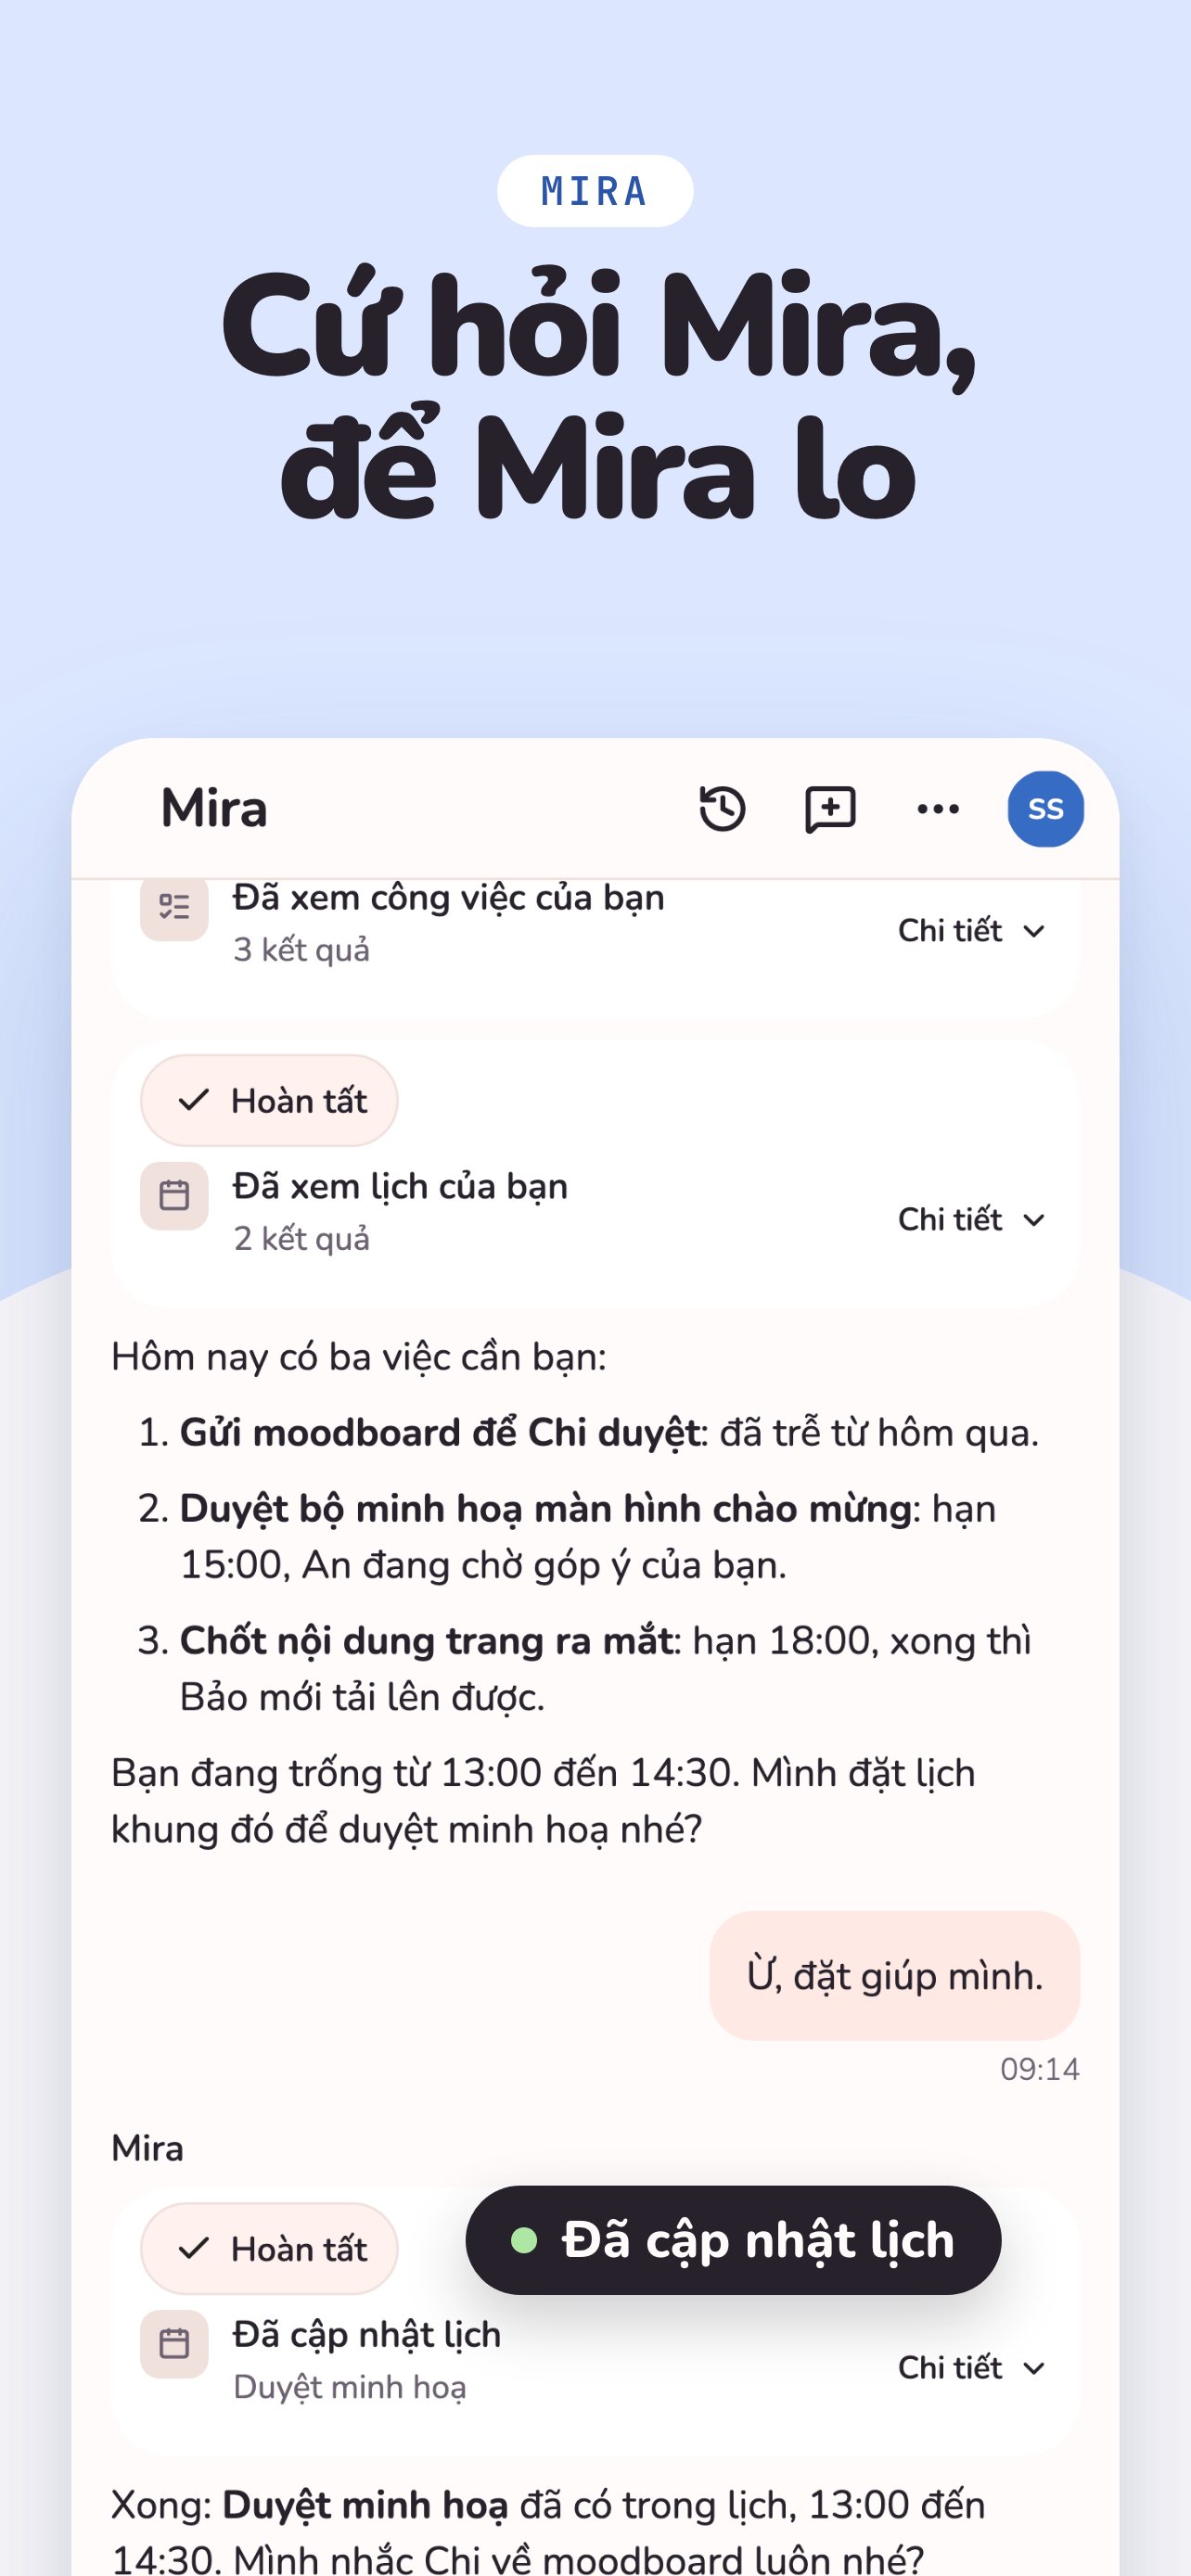 MIRA
Cứ hỏi Mira,
để Mira lo
Mira
SS
Đã xem công việc của bạn
3 kết quả
Chi tiết
Hoàn tất
Đã xem lịch của bạn
2 kết quả
Chi tiết
Hôm nay có ba việc cần bạn:
1. Gửi moodboard để Chi duyệt: đã trễ từ hôm qua.
2. Duyệt bộ minh hoạ màn hình chào mừng: hạn
15:00, An đang chờ góp ý của bạn.
3. Chốt nội dung trang ra mắt: hạn 18:00, xong thì
Bảo mới tải lên được.
Bạn đang trống từ 13:00 đến 14:30. Mình đặt lịch
khung đó để duyệt minh hoạ nhé?
Ừ, đặt giúp mình.
09:14
Mira
Hoàn tất
Đã cập nhật lịch
Đã cập nhật lịch
Duyệt minh hoạ
Chi tiết
Xong: Duyệt minh hoạ đã có trong lịch, 13:00 đến
14:30. Mình nhắc Chi về moodboard luôn nhé?